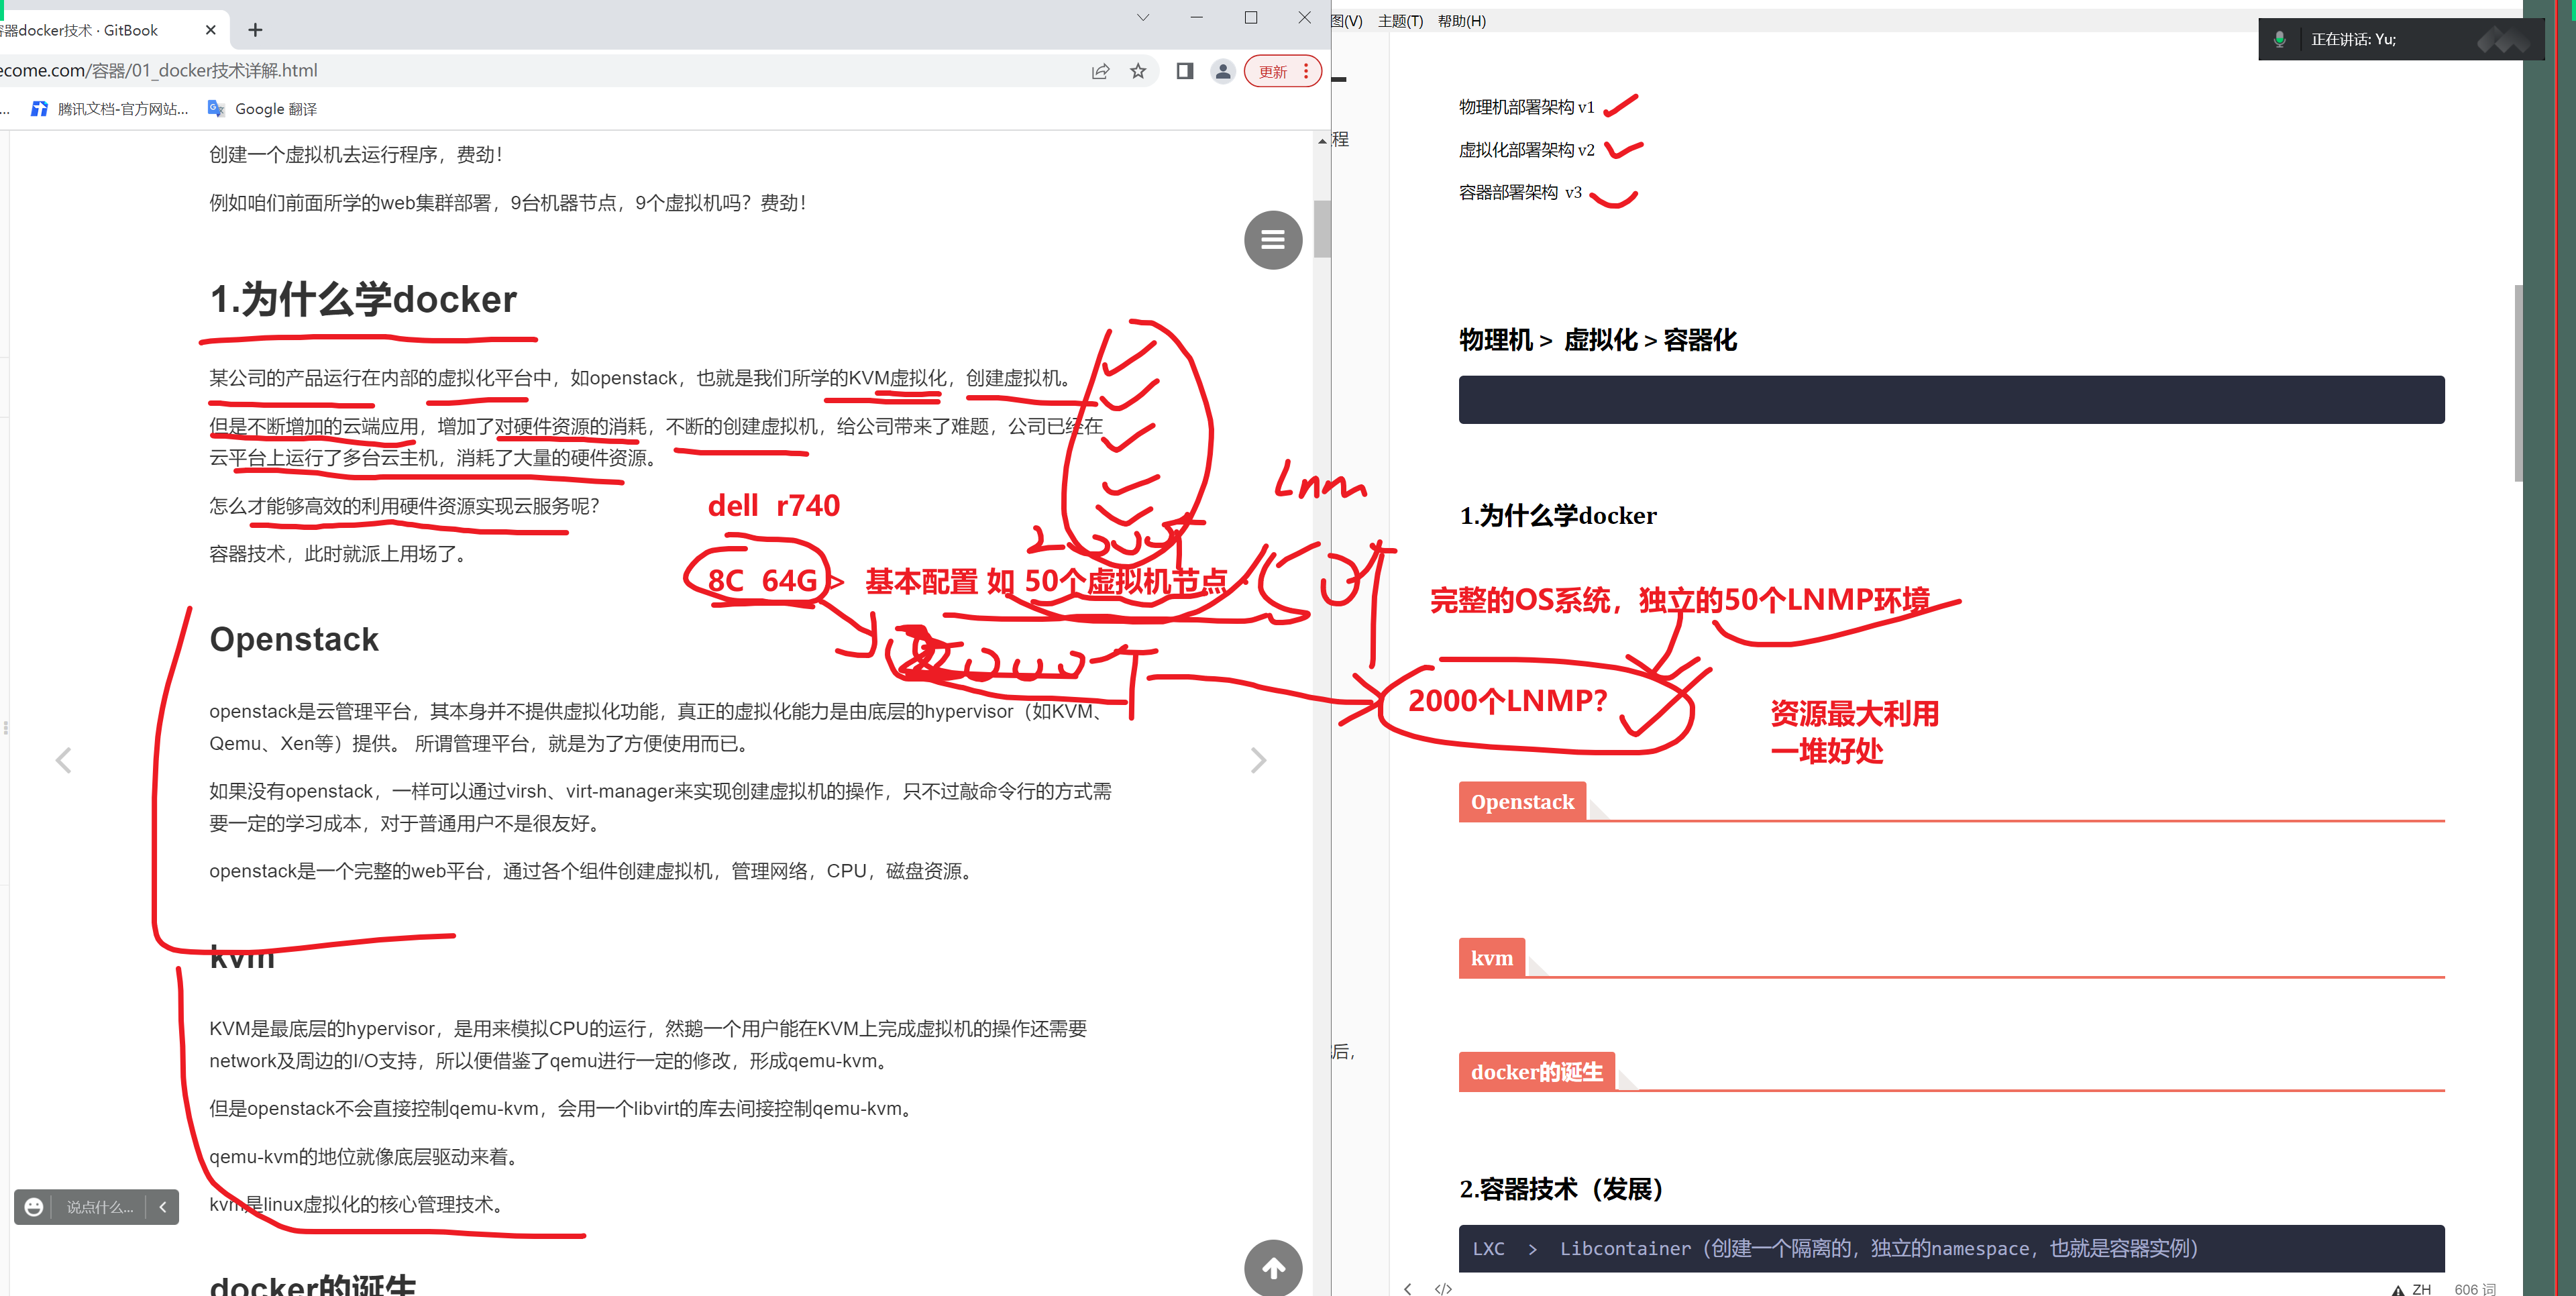 容器docker技术 · GitBook
ecome.com/容器/01_docker技术详解.html
更新
腾讯文档-官方网站...
Google 翻译
创建一个虚拟机去运行程序，费劲！
例如咱们前面所学的web集群部署，9台机器节点，9个虚拟机吗？费劲！
1.为什么学docker
某公司的产品运行在内部的虚拟化平台中，如openstack，也就是我们所学的KVM虚拟化，创建虚拟机。
但是不断增加的云端应用，增加了对硬件资源的消耗，不断的创建虚拟机，给公司带来了难题，公司已经在
云平台上运行了多台云主机，消耗了大量的硬件资源。
怎么才能够高效的利用硬件资源实现云服务呢？
dell r740
容器技术，此时就派上用场了。
8C 64G > 基本配置 如 50个虚拟机节点
Openstack
openstack是云管理平台，其本身并不提供虚拟化功能，真正的虚拟化能力是由底层的hypervisor（如KVM、
Qemu、Xen等）提供。 所谓管理平台，就是为了方便使用而已。
如果没有openstack，一样可以通过virsh、virt-manager来实现创建虚拟机的操作，只不过敲命令行的方式需
要一定的学习成本，对于普通用户不是很友好。
openstack是一个完整的web平台，通过各个组件创建虚拟机，管理网络，CPU，磁盘资源。
kvm
KVM是最底层的hypervisor，是用来模拟CPU的运行，然鹅一个用户能在KVM上完成虚拟机的操作还需要
network及周边的I/O支持，所以便借鉴了qemu进行一定的修改，形成qemu-kvm。
但是openstack不会直接控制qemu-kvm，会用一个libvirt的库去间接控制qemu-kvm。
qemu-kvm的地位就像底层驱动来着。
kvm是linux虚拟化的核心管理技术。
说点什么...
docker的诞生
图(V) 主题(T) 帮助(H)
正在讲话: Yu;
程
物理机部署架构 v1
虚拟化部署架构 v2
容器部署架构 v3
物理机 > 虚拟化 > 容器化
1.为什么学docker
完整的OS系统，独立的50个LNMP环境
2000个LNMP？
资源最大利用
一堆好处
Openstack
kvm
后，
docker的诞生
2.容器技术（发展）
LXC > Libcontainer（创建一个隔离的，独立的namespace，也就是容器实例）
ZH
606 词